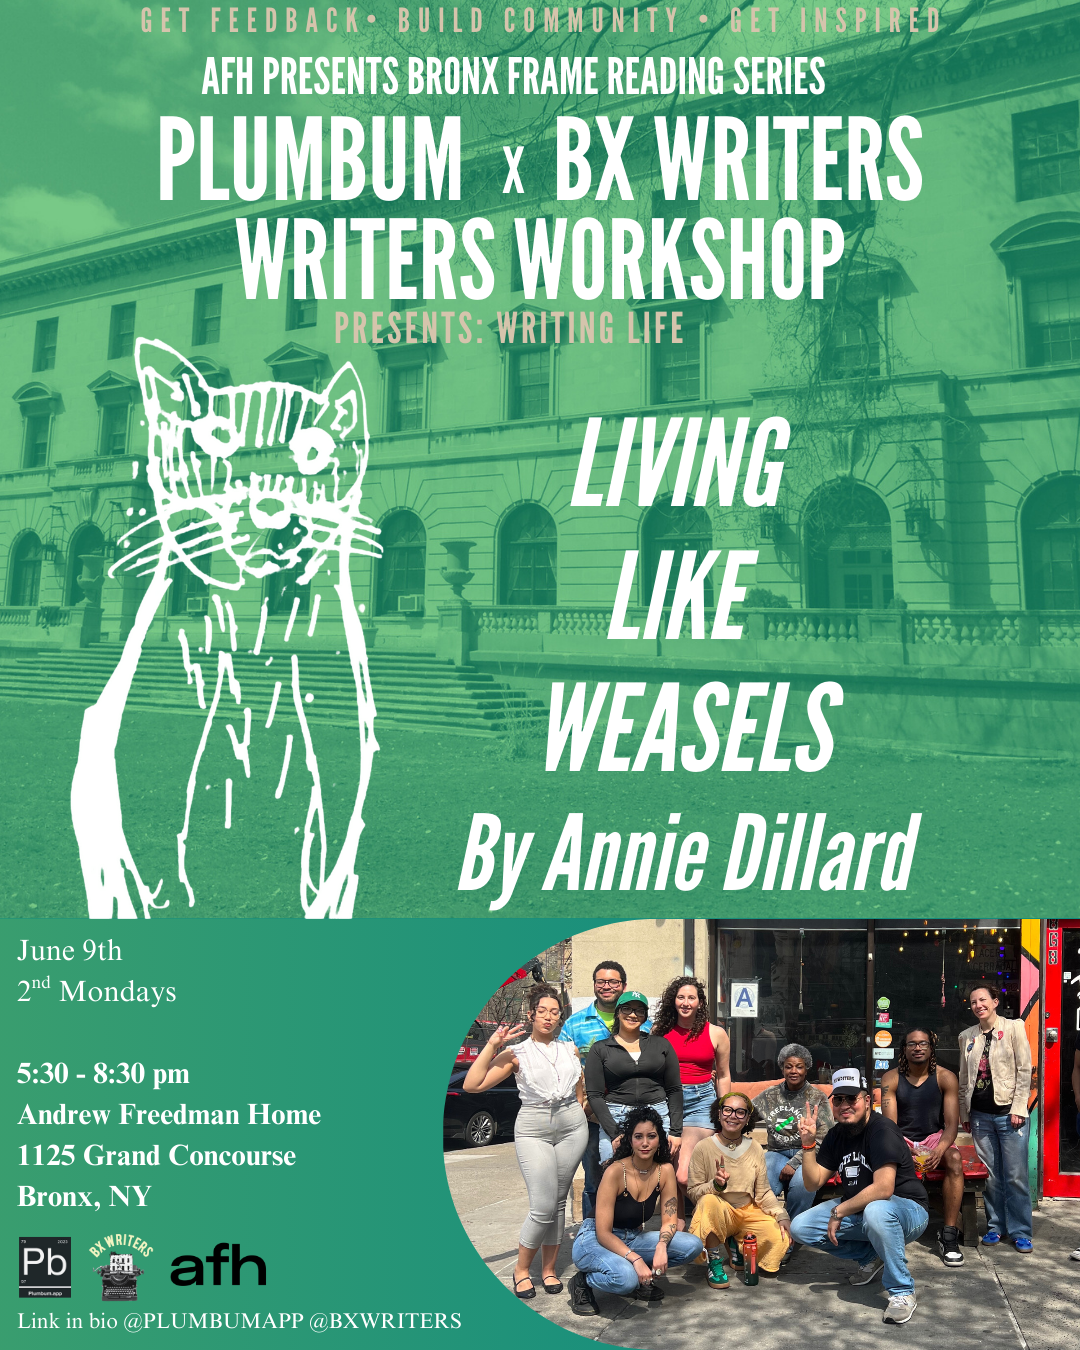 GET FEEDBACK• BUILD COMMUNITY • GET INSPIRED
AFH PRESENTS BRONX FRAME READING SERIES
PLUMBUM x BX WRITERS
WRITERS WORKSHOP
PRESENTS: WRITING LIFE
LIVING
LIKE
WEASELS
By Annie Dillard
June 9th
2nd Mondays
5:30 - 8:30 pm
Andrew Freedman Home
1125 Grand Concourse
Bronx, NY
A
Pb
Plumbum.app
BX WRITERS
afh
Link in bio @PLUMBUMAPP @BXWRITERS